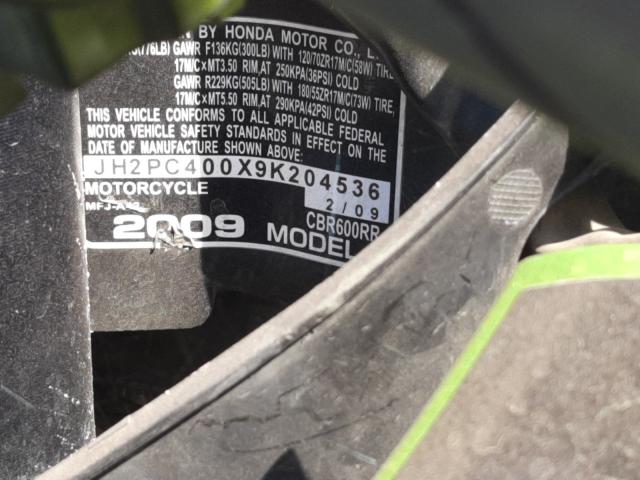 BY HONDA MOTOR CO., L
(776LB) GAWR F136KG(300LB) WITH 120/70ZR17M/C(58W) TIRE,
17M/C×MT3.50 RIM,AT 250KPA(36PSI) COLD
GAWR R229KG(505LB) WITH 180/55ZR17M/C(73W) TIRE,
17M/C×MT5.50 RIM,AT 290KPA(42PSI) COLD
THIS VEHICLE CONFORMS TO ALL APPLICABLE FEDERAL
MOTOR VEHICLE SAFETY STANDARDS IN EFFECT ON THE
DATE OF MANUFACTURE SHOWN ABOVE:
JH2PC400X9K204536
MOTORCYCLE 2/09
MFJ-A42 CBR600RR
2009 MODEL